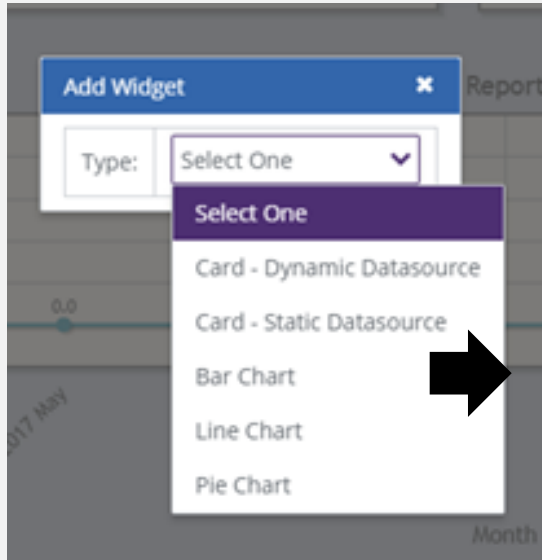 Add Widget
Report
Type:
Select One
Select One
Card - Dynamic Datasource
0.0
Card - Static Datasource
Bar Chart
2017 May
Line Chart
Pie Chart
Month